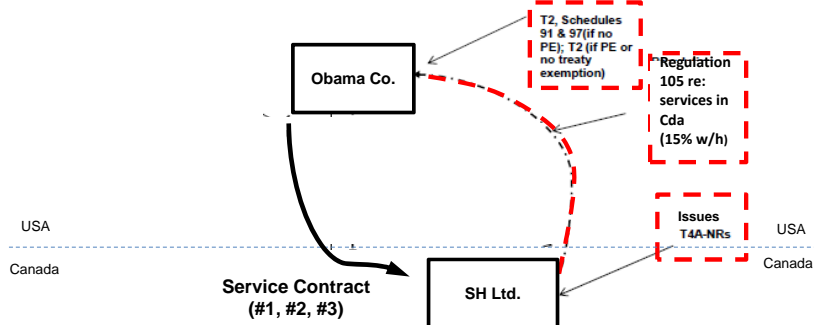 T2, Schedules
91 & 97(if no
PE); T2 (if PE or
no treaty
exemption)
Obama Co.
Regulation
105 re:
services in
Cda
(15% w/h)
Issues
T4A-NRs
USA
USA
Canada
Canada
Service Contract
(#1, #2, #3)
SH Ltd.